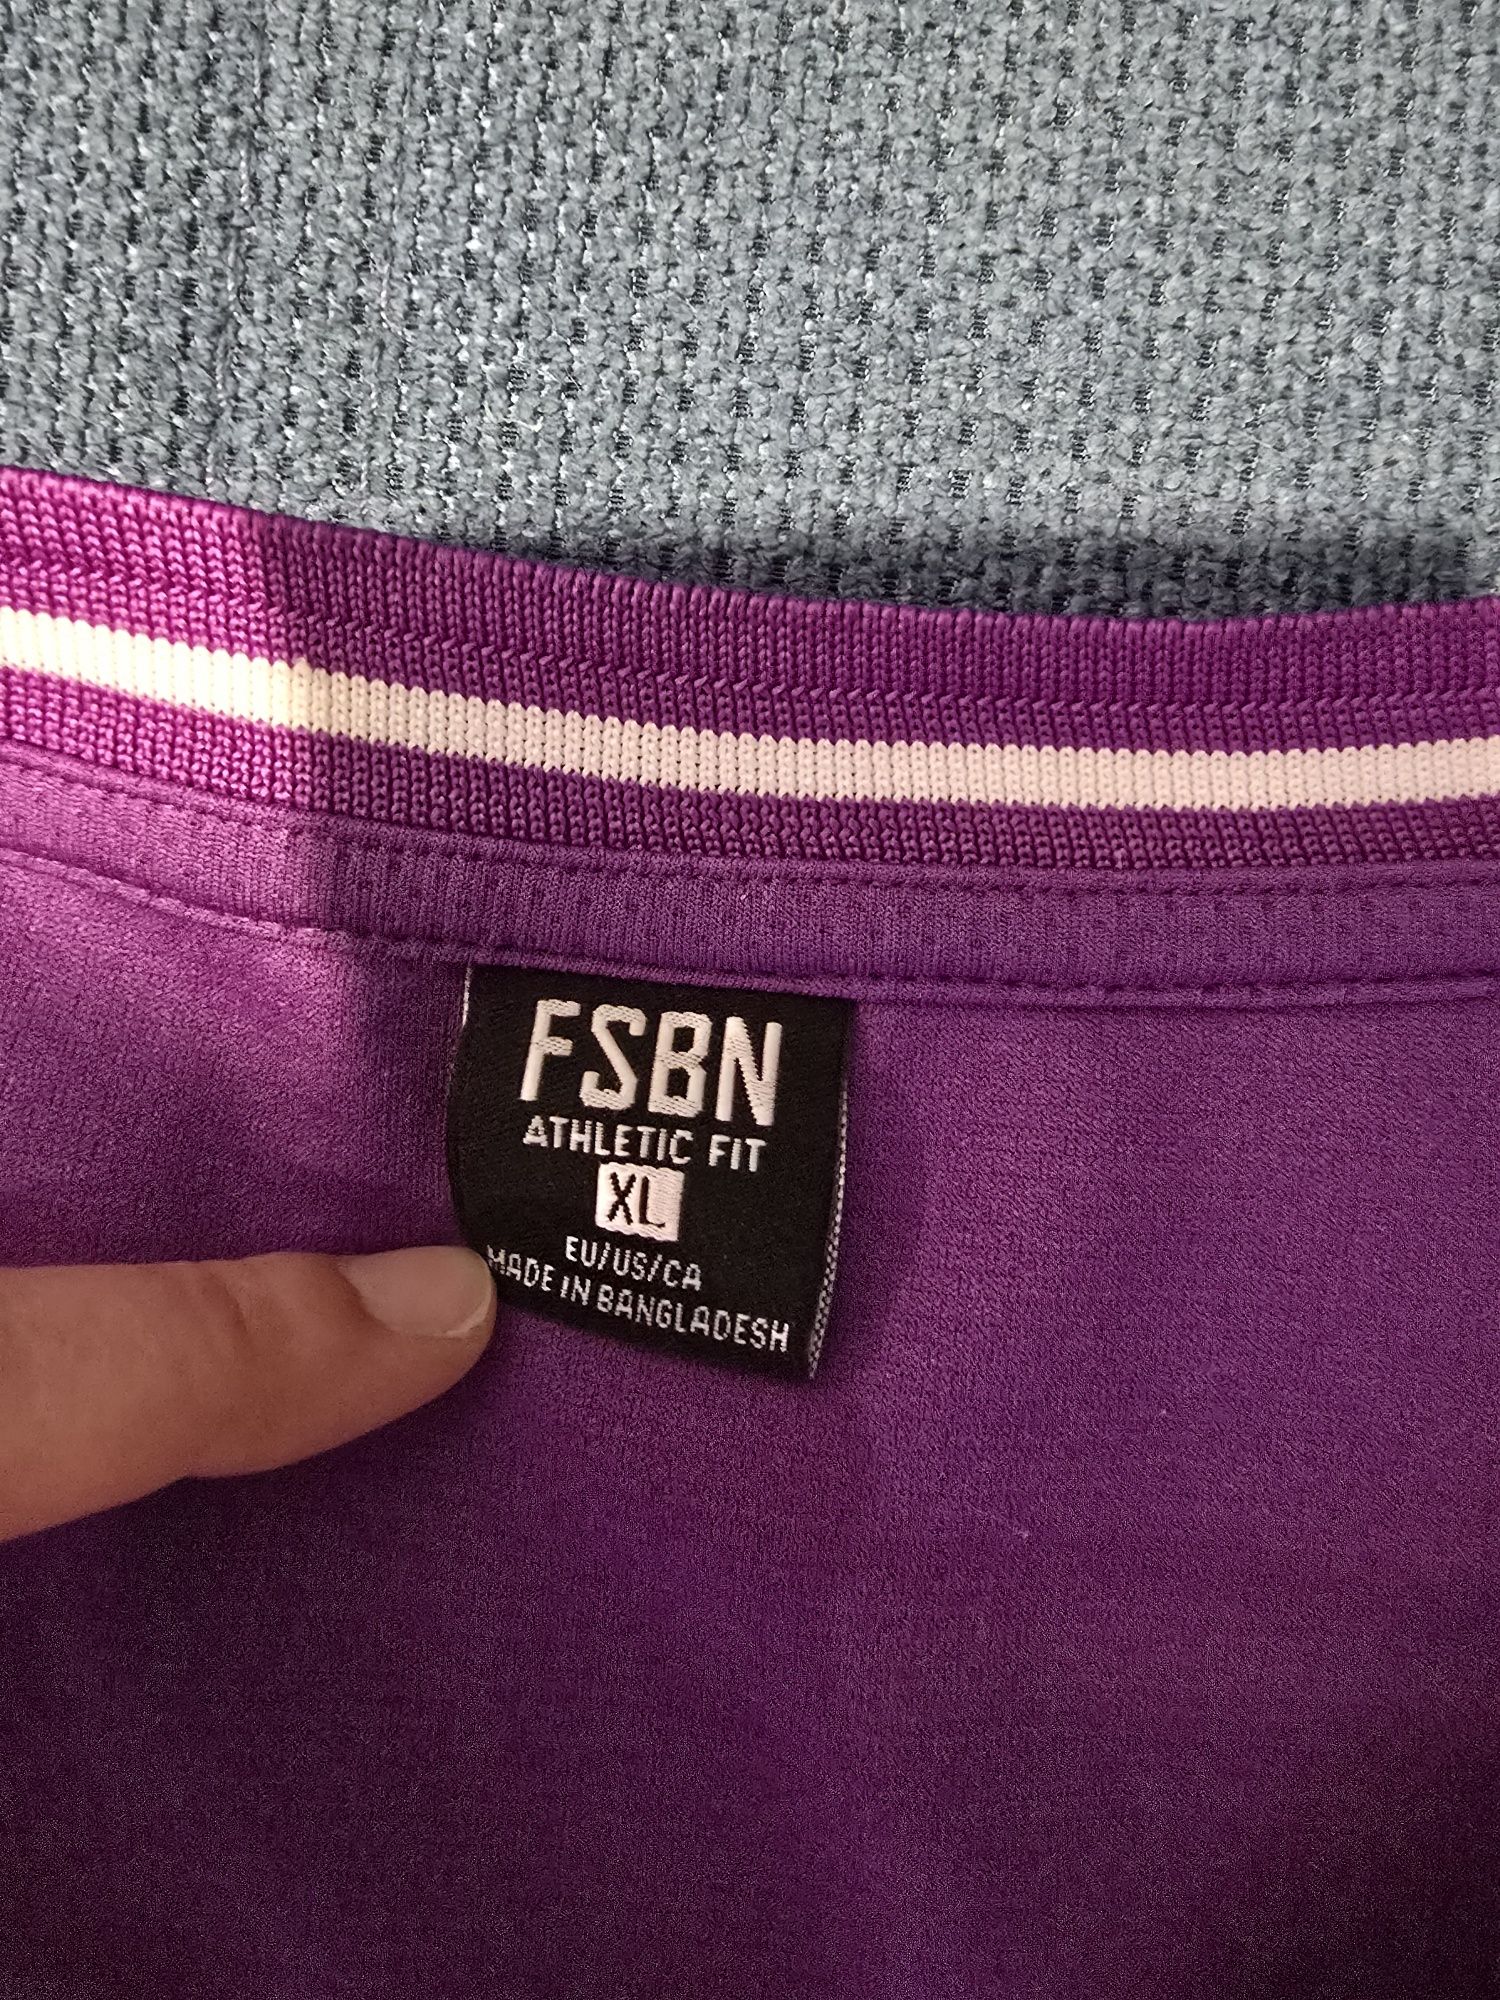 FSBN
ATHLETIC FIT
XL
EU/US/CA
MADE IN BANGLADESH